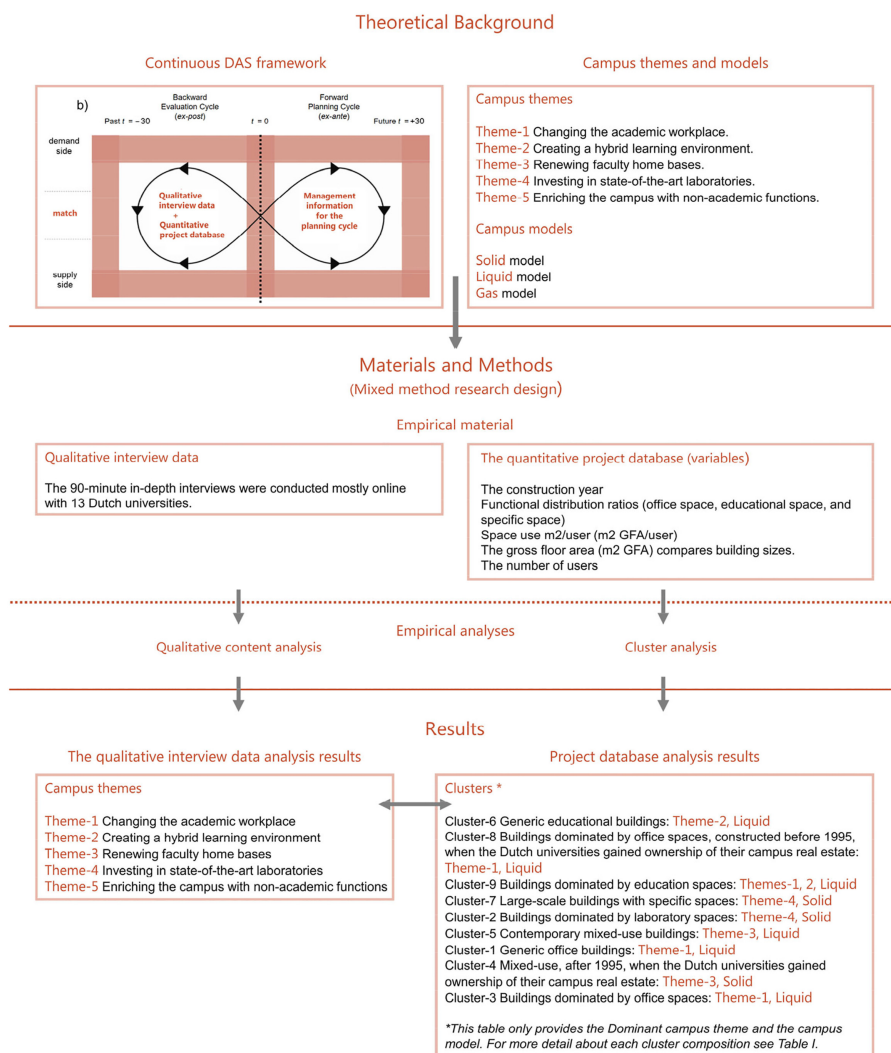 Theoretical Background
Continuous DAS framework
b)
Backward
Evaluation Cycle
(ex-post)
Forward
Planning Cycle
(ex-ante)
Past t = −30
t = 0
Future t = +30
demand
side
match
supply
side
Qualitative
interview data
+
Quantitative
project database
Management
information
for the
planning cycle
Campus themes and models
Campus themes
Theme-1 Changing the academic workplace.
Theme-2 Creating a hybrid learning environment.
Theme-3 Renewing faculty home bases.
Theme-4 Investing in state-of-the-art laboratories.
Theme-5 Enriching the campus with non-academic functions.
Campus models
Solid model
Liquid model
Gas model
Materials and Methods
(Mixed method research design)
Empirical material
Qualitative interview data
The 90-minute in-depth interviews were conducted mostly online
with 13 Dutch universities.
The quantitative project database (variables)
The construction year
Functional distribution ratios (office space, educational space, and
specific space)
Space use m2/user (m2 GFA/user)
The gross floor area (m2 GFA) compares building sizes.
The number of users
Empirical analyses
Qualitative content analysis
Cluster analysis
Results
The qualitative interview data analysis results
Campus themes
Theme-1 Changing the academic workplace
Theme-2 Creating a hybrid learning environment
Theme-3 Renewing faculty home bases
Theme-4 Investing in state-of-the-art laboratories
Theme-5 Enriching the campus with non-academic functions
Project database analysis results
Clusters *
Cluster-6 Generic educational buildings: Theme-2, Liquid
Cluster-8 Buildings dominated by office spaces, constructed before 1995,
when the Dutch universities gained ownership of their campus real estate:
Theme-1, Liquid
Cluster-9 Buildings dominated by education spaces: Themes-1, 2, Liquid
Cluster-7 Large-scale buildings with specific spaces: Theme-4, Solid
Cluster-2 Buildings dominated by laboratory spaces: Theme-4, Solid
Cluster-5 Contemporary mixed-use buildings: Theme-3, Liquid
Cluster-1 Generic office buildings: Theme-1, Liquid
Cluster-4 Mixed-use, after 1995, when the Dutch universities gained
ownership of their campus real estate: Theme-3, Solid
Cluster-3 Buildings dominated by office spaces: Theme-1, Liquid
*This table only provides the Dominant campus theme and the campus
model. For more detail about each cluster composition see Table I.